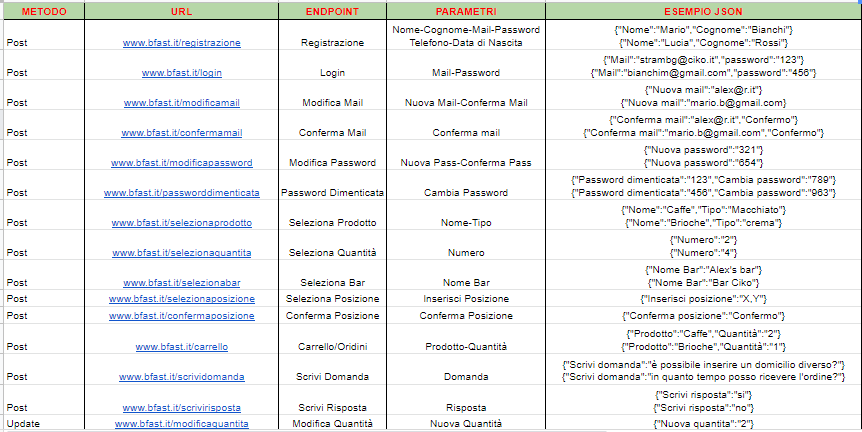 METODO URL ENDPOINT PARAMETRI ESEMPIO JSON
Nome-Cognome-Mail-Password {"Nome":"Mario","Cognome":"Bianchi"}
Post www.bfast.it/registrazione Registrazione Telefono-Data di Nascita {"Nome":"Lucia","Cognome":"Rossi"}
{"Mail":"strambg@ciko.it","password":"123"}
Post www.bfast.it/login Login Mail-Password {"Mail":"bianchim@gmail.com","password":"456"}
{"Nuova mail":"alex@r.it"}
Post www.bfast.it/modificamail Modifica Mail Nuova Mail-Conferma Mail {"Nuova mail":"mario.b@gmail.com}
{"Conferma mail":"alex@r.it","Confermo"}
Post www.bfast.it/confermamail Conferma Mail Conferma mail {"Conferma mail":"mario.b@gmail.com","Confermo"}
{"Nuova password":"321"}
Post www.bfast.it/modificapassword Modifica Password Nuova Pass-Conferma Pass {"Nuova password":"654"}
{"Password dimenticata":"123","Cambia password":"789"}
Post www.bfast.it/passworddimenticata Password Dimenticata Cambia Password {"Password dimenticata":"456","Cambia password":"963"}
{"Nome":"Caffe","Tipo":"Macchiato"}
Post www.bfast.it/selezionaprodotto Seleziona Prodotto Nome-Tipo {"Nome":"Brioche","Tipo":"crema"}
{"Numero":"2"}
Post www.bfast.it/selezionaquantita Seleziona Quantità Numero {"Numero":"4"}
{"Nome Bar":"Alex's bar"}
Post www.bfast.it/selezionabar Seleziona Bar Nome Bar {"Nome Bar":"Bar Ciko"}
Post www.bfast.it/selezionaposizione Seleziona Posizione Inserisci Posizione {"Inserisci posizione":"X,Y"}
Post www.bfast.it/confermaposizione Conferma Posizione Conferma Posizione {"Conferma posizione":"Confermo"}
{"Prodotto":"Caffe","Quantità":"2"}
Post www.bfast.it/carrello Carrello/Oridini Prodotto-Quantità {"Prodotto":"Brioche","Quantità":"1"}
{"Scrivi domanda":"è possibile inserire un domicilio diverso?"}
Post www.bfast.it/scrividomanda Scrivi Domanda Domanda {"Scrivi domanda":"in quanto tempo posso ricevere l'ordine?"}
{"Scrivi risposta":"si"}
Post www.bfast.it/scrivirisposta Scrivi Risposta Risposta {"Scrivi risposta":"no"}
Update www.bfast.it/modificaquantita Modifica Quantità Nuova Quantità {"Nuova quantita":"2"}